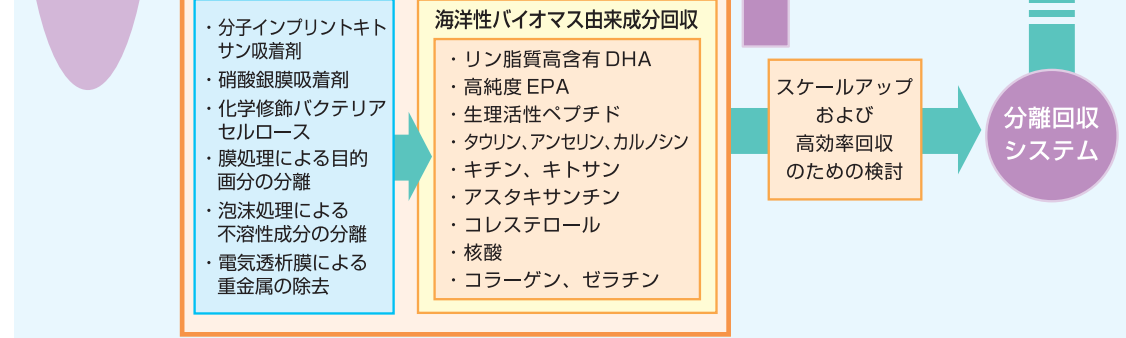 ・分子インプリントキト
サン吸着剤
・硝酸銀膜吸着剤
・化学修飾バクテリア
セルロース
・膜処理による目的
画分の分離
・泡沫処理による
不溶性成分の分離
・電気透析膜による
重金属の除去
海洋性バイオマス由来成分回収
・リン脂質高含有DHA
・高純度EPA
・生理活性ペプチド
・タウリン、アンセリン、カルノシン
・キチン、キトサン
・アスタキサンチン
・コレステロール
・核酸
・コラーゲン、ゼラチン
スケールアップ
および
高効率回収
のための検討
分離回収
システム